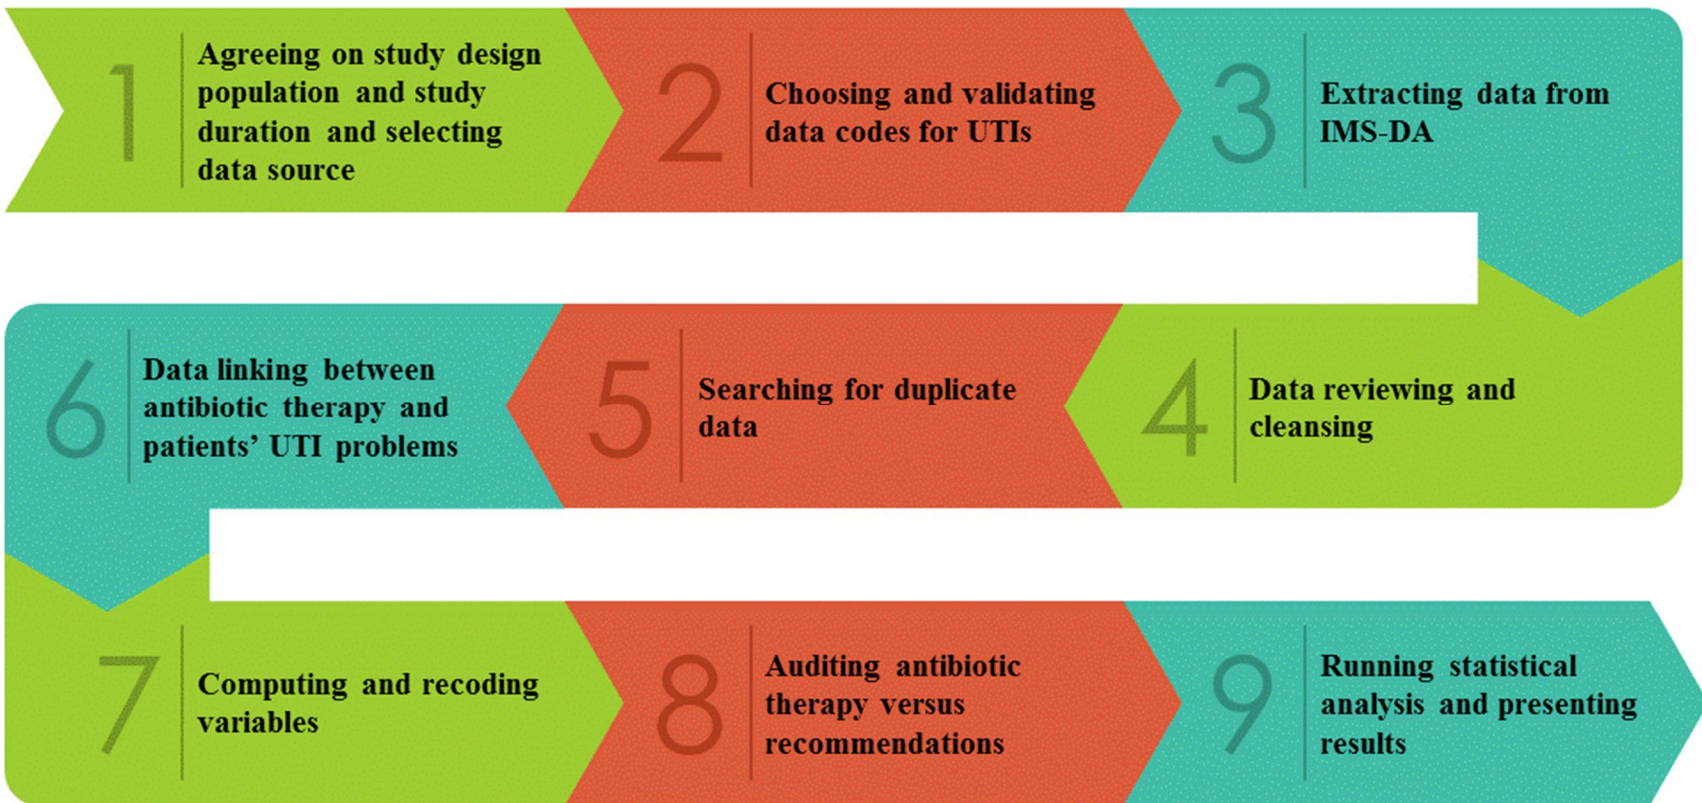 1
Agreeing on study design
population and study
duration and selecting
data source
2
Choosing and validating
data codes for UTIs
3
Extracting data from
IMS-DA
4
Data reviewing and
cleansing
5
Searching for duplicate
data
6
Data linking between
antibiotic therapy and
patients’ UTI problems
7
Computing and recoding
variables
8
Auditing antibiotic
therapy versus
recommendations
9
Running statistical
analysis and presenting
results